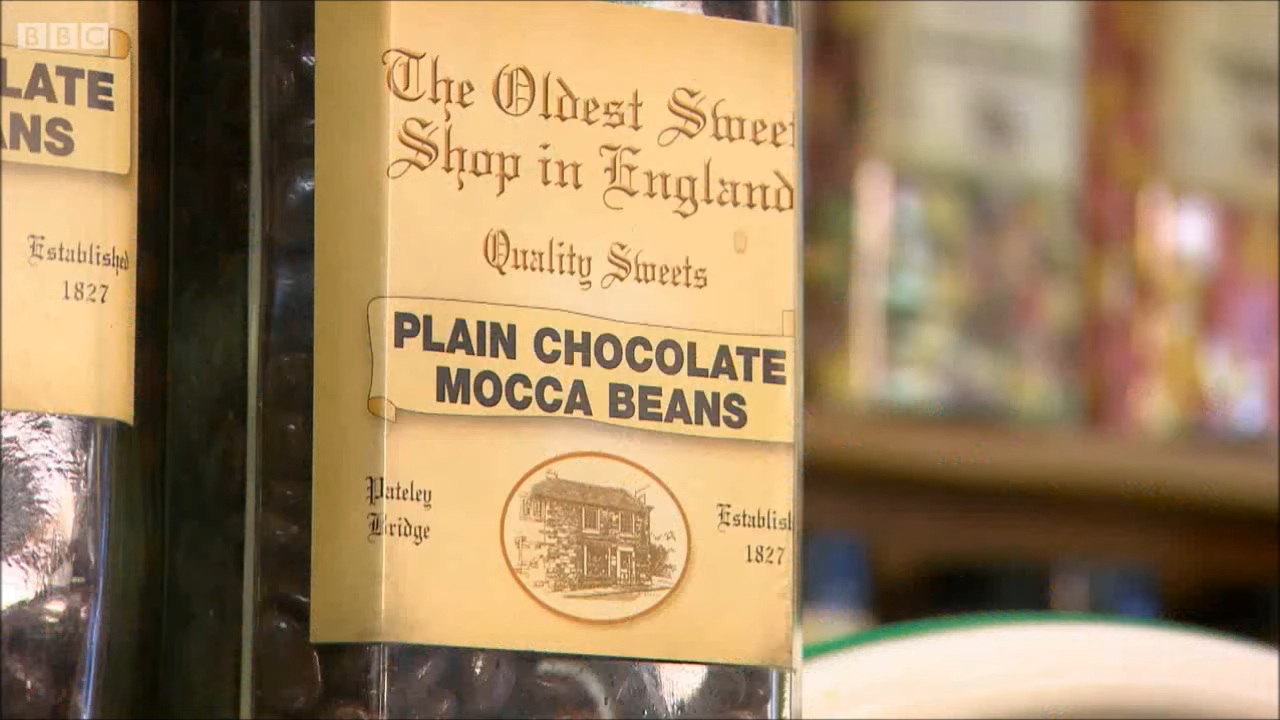 BBC
LATE
ANS
Established
1827
The Oldest Sweet
Shop in England
Quality Sweets
PLAIN CHOCOLATE
MOCCA BEANS
Pateley
Bridge
Establish
1827